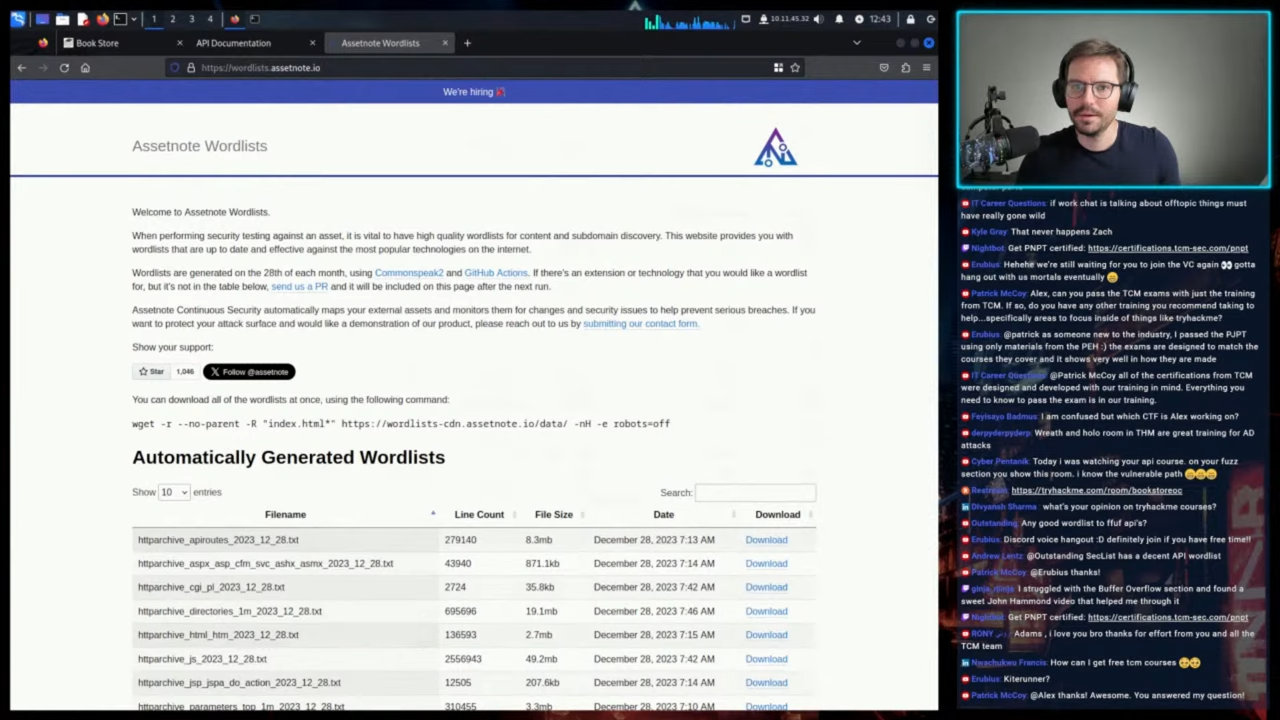 1 2 3 4
10.11.45.32 12:43
Book Store API Documentation Assetnote Wordlists
https://wordlists.assetnote.io
We're hiring
Assetnote Wordlists
Welcome to Assetnote Wordlists.
When performing security testing against an asset, it is vital to have high quality wordlists for content and subdomain discovery. This website provides you with
wordlists that are up to date and effective against the most popular technologies on the internet.
Wordlists are generated on the 28th of each month, using Commonspeak2 and GitHub Actions. If there's an extension or technology that you would like a wordlist
for, but it's not in the table below, send us a PR and it will be included on this page after the next run.
Assetnote Continuous Security automatically maps your external assets and monitors them for changes and security issues to help prevent serious breaches. If you
want to protect your attack surface and would like a demonstration of our product, please reach out to us by submitting our contact form.
Show your support:
Star 1,046 X Follow @assetnote
You can download all of the wordlists at once, using the following command:
wget -r --no-parent -R "index.html*" https://wordlists-cdn.assetnote.io/data/ -nH -e robots=off
Automatically Generated Wordlists
Show 10 entries Search:
Filename Line Count File Size Date Download
httparchive_apiroutes_2023_12_28.txt 279140 8.3mb December 28, 2023 7:13 AM Download
httparchive_aspx_asp_cfm_svc_ashx_asmx_2023_12_28.txt 43940 871.1kb December 28, 2023 7:14 AM Download
httparchive_cgi_pl_2023_12_28.txt 2724 35.8kb December 28, 2023 7:42 AM Download
httparchive_directories_1m_2023_12_28.txt 695696 19.1mb December 28, 2023 7:46 AM Download
httparchive_html_htm_2023_12_28.txt 136593 2.7mb December 28, 2023 7:15 AM Download
httparchive_js_2023_12_28.txt 2556943 49.2mb December 28, 2023 7:42 AM Download
httparchive_jsp_jspa_do_action_2023_12_28.txt 12505 207.6kb December 28, 2023 7:14 AM Download
httparchive_parameters_top_1m_2023_12_28.txt 310455 3.3mb December 28, 2023 7:10 AM Download
IT Career Questions: if work chat is talking about offtopic things must
have really gone wild
Kyle Gray: That never happens Zach
Nightbot: Get PNPT certified: https://certifications.tcm-sec.com/pnpt
Erubius: Hehehe we're still waiting for you to join the VC again 👀 gotta
hang out with us mortals eventually
Patrick McCoy: Alex, can you pass the TCM exams with just the training
from TCM. If so, do you have any other training you recommend taking to
help...specifically areas to focus inside of things like tryhackme?
Erubius: @patrick as someone new to the industry, I passed the PJPT
using only materials from the PEH :) the exams are designed to match the
courses they cover and it shows very well in how they are made
IT Career Questions: @Patrick McCoy all of the certifications from TCM
were designed and developed with our training in mind. Everything you
need to know to pass the exam is in our training.
Feyisayo Badmus: I am confused but which CTF is Alex working on?
derpyderpyderp: Wreath and holo room in THM are great training for AD
attacks
Cyber Pentanik: Today i was watching your api course. on your fuzz
section you show this room. i know the vulnerable path
Restream: https://tryhackme.com/room/bookstoreoc
Divyansh Sharma: what's your opinion on tryhackme courses?
Outstanding: Any good wordlist to ffuf api's?
Erubius: Discord voice hangout :D definitely join if you have free time!!
Andrew Lentz: @Outstanding SecList has a decent API wordlist
Patrick McCoy: @Erubius thanks!
I struggled with the Buffer Overflow section and found a
sweet John Hammond video that helped me through it
Nightbot: Get PNPT certified: https://certifications.tcm-sec.com/pnpt
RONY Adams , i love you bro thanks for effort from you and all the
TCM team
Nwachukwu Francis: How can I get free tcm courses
Erubius: Kiterunner?
Patrick McCoy: @Alex thanks! Awesome. You answered my question!